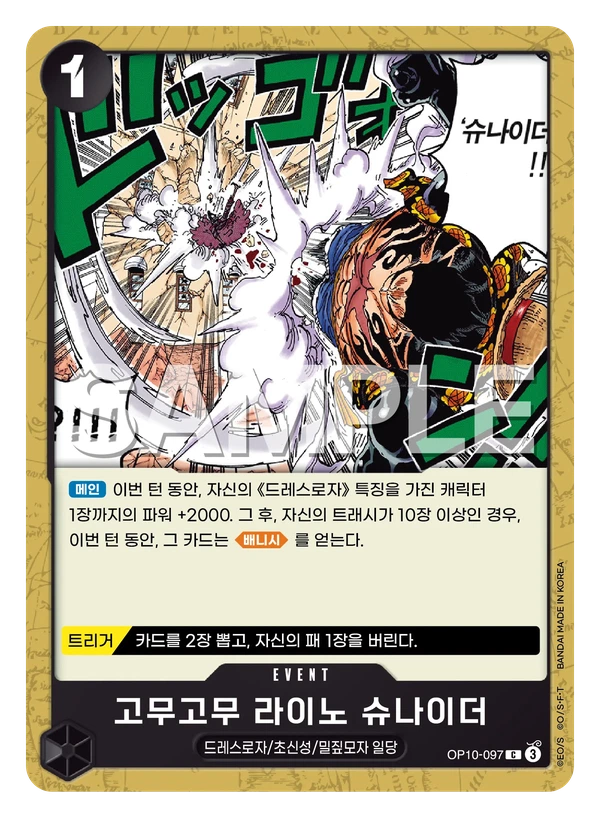 1
ドッゴォ
'슈나이더
!!
?!!!
SAMPLE
메인 이번 턴 동안, 자신의 《드레스로자》 특징을 가진 캐릭터
1장까지의 파워 +2000. 그 후, 자신의 트래시가 10장 이상인 경우,
이번 턴 동안, 그 카드는 배니시 를 얻는다.
트리거 카드를 2장 뽑고, 자신의 패 1장을 버린다.
EVENT
고무고무 라이노 슈나이더
드레스로자/초신성/밀짚모자 일당
OP10-097 C 3
©EO/S ©O/S·F·T BANDAI MADE IN KOREA